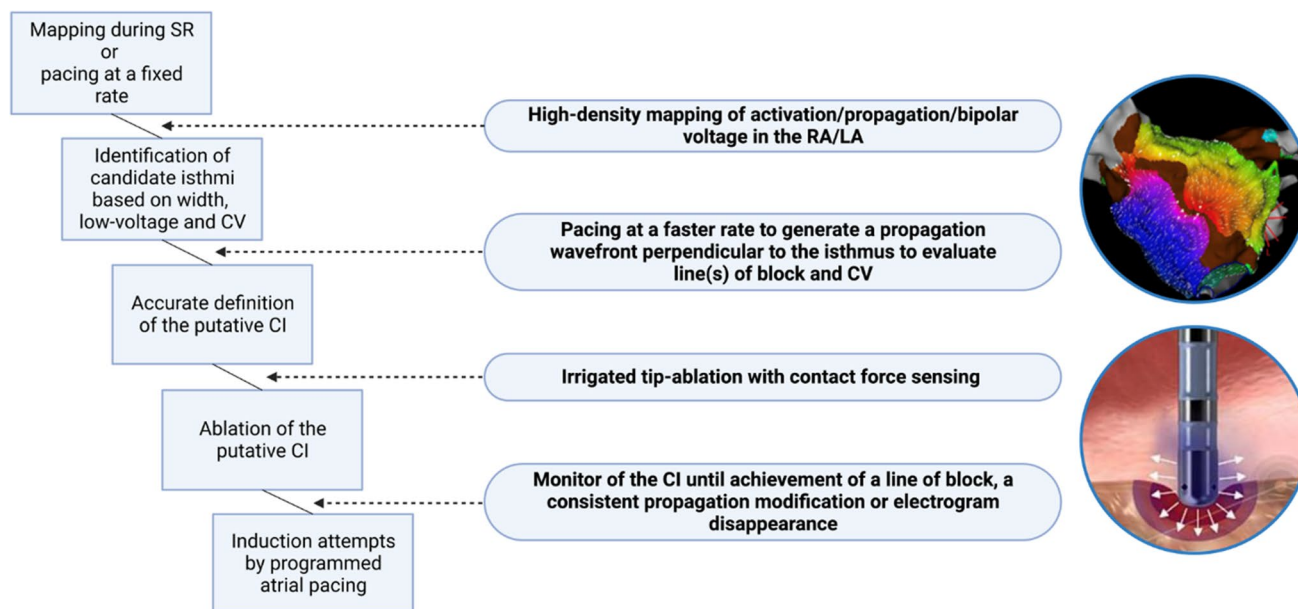 Mapping during SR
or
pacing at a fixed
rate
High-density mapping of activation/propagation/bipolar
voltage in the RA/LA
Identification of
candidate isthmi
based on width,
low-voltage and CV
Pacing at a faster rate to generate a propagation
wavefront perpendicular to the isthmus to evaluate
line(s) of block and CV
Accurate definition
of the putative CI
Irrigated tip-ablation with contact force sensing
Ablation of the
putative CI
Monitor of the CI until achievement of a line of block, a
consistent propagation modification or electrogram
disappearance
Induction attempts
by programmed
atrial pacing